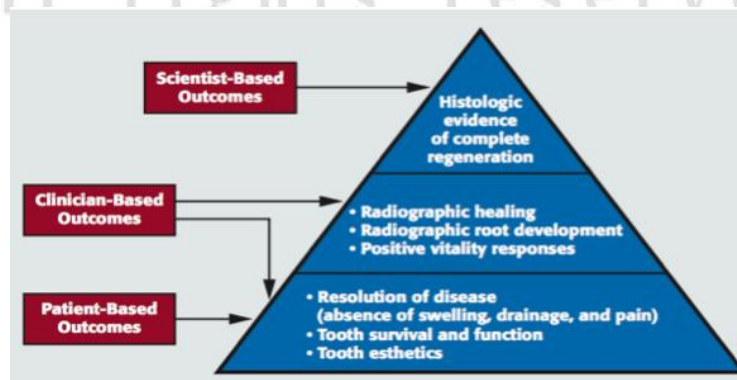 Scientist-Based
Outcomes
Histologic
evidence
of complete
regeneration
Clinician-Based
Outcomes
• Radiographic healing
• Radiographic root development
• Positive vitality responses
Patient-Based
Outcomes
• Resolution of disease
(absence of swelling, drainage, and pain)
• Tooth survival and function
• Tooth esthetics